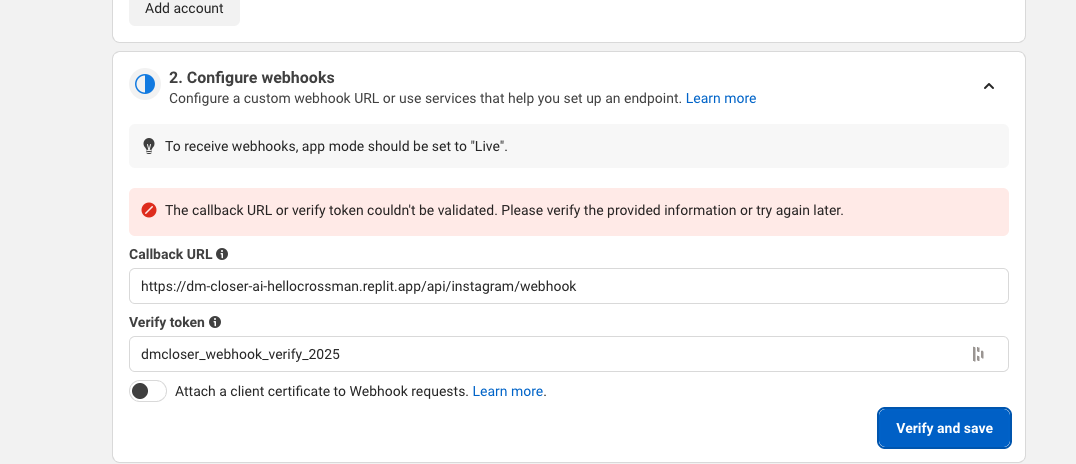 Add account
2. Configure webhooks
Configure a custom webhook URL or use services that help you set up an endpoint. Learn more
To receive webhooks, app mode should be set to "Live".
The callback URL or verify token couldn't be validated. Please verify the provided information or try again later.
Callback URL
https://dm-closer-ai-hellocrossman.replit.app/api/instagram/webhook
Verify token
dmcloser_webhook_verify_2025
Attach a client certificate to Webhook requests. Learn more.
Verify and save